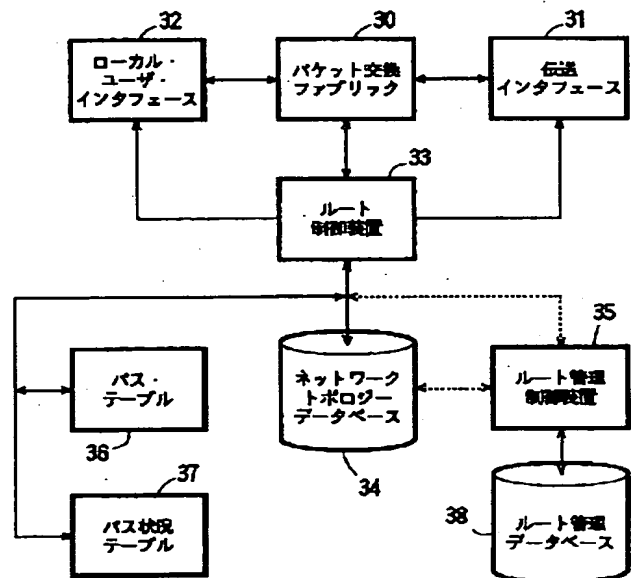 32
ローカル・
ユーザ・
インタフェース
30
パケット交換
ファブリック
31
伝送
インタフェース
33
ルート
制御装置
35
ルート管理
制御装置
パス・
テーブル
36
ネットワーク
トポロジー
データベース
34
37
パス状況
テーブル
38
ルート管理
データベース